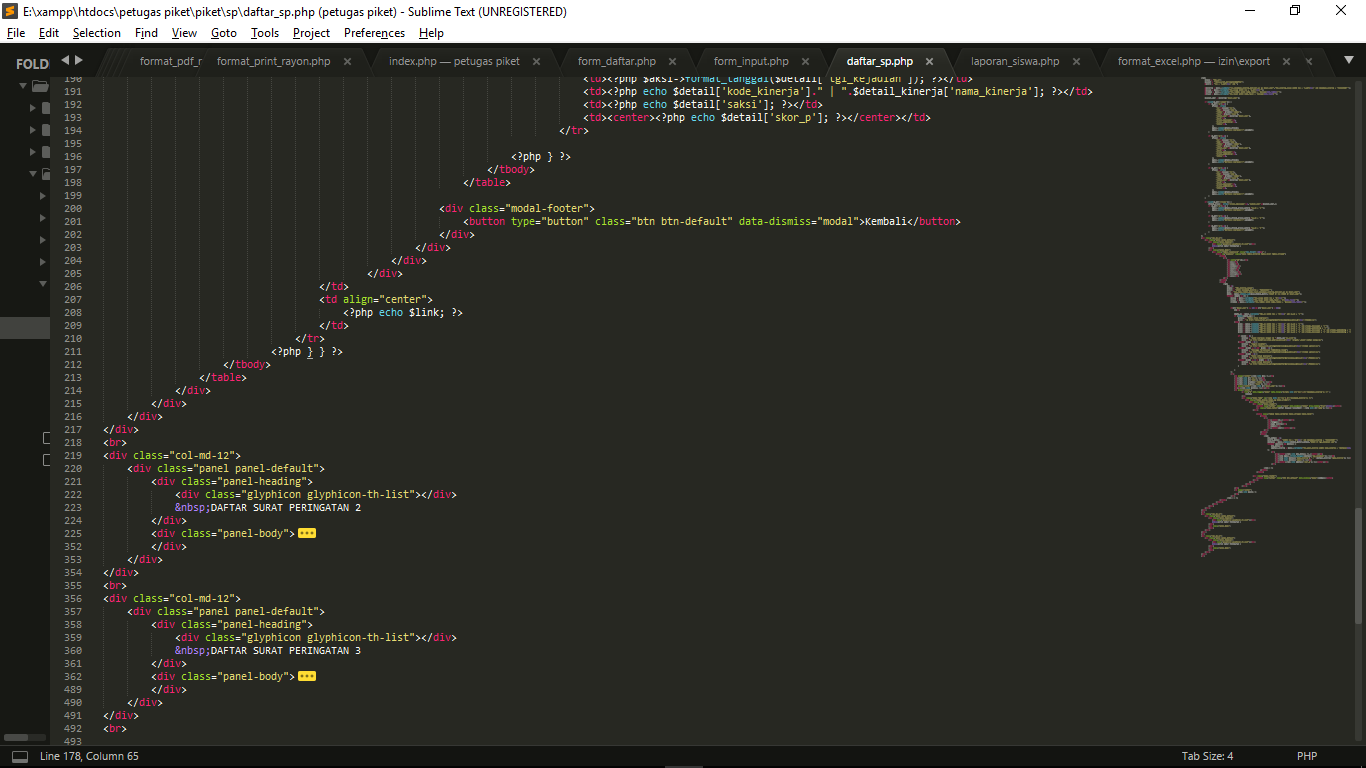 E:\xampp\htdocs\petugas piket\piket\sp\daftar_sp.php (petugas piket) - Sublime Text (UNREGISTERED)
File Edit Selection Find View Goto Tools Project Preferences Help
FOLD
format_pdf_r format_print_rayon.php index.php — petugas piket form_daftar.php form_input.php daftar_sp.php laporan_siswa.php format_excel.php — izin\export
190 <td><?php $aksi->format_tanggal($detail['tgl_kejadian']); ?></td>
191 <td><?php echo $detail['kode_kinerja']." | ".$detail_kinerja['nama_kinerja']; ?></td>
192 <td><?php echo $detail['saksi']; ?></td>
193 <td><center><?php echo $detail['skor_p']; ?></center></td>
194 </tr>
195
196 <?php } ?>
197 </tbody>
198 </table>
199
200 <div class="modal-footer">
201 <button type="button" class="btn btn-default" data-dismiss="modal">Kembali</button>
202 </div>
203 </div>
204 </div>
205 </div>
206 </td>
207 <td align="center">
208 <?php echo $link; ?>
209 </td>
210 </tr>
211 <?php } } ?>
212 </tbody>
213 </table>
214 </div>
215 </div>
216 </div>
217 </div>
218 <br>
219 <div class="col-md-12">
220 <div class="panel panel-default">
221 <div class="panel-heading">
222 <div class="glyphicon glyphicon-th-list"></div>
223 &nbsp;DAFTAR SURAT PERINGATAN 2
224 </div>
225 <div class="panel-body">
352 </div>
353 </div>
354 </div>
355 <br>
356 <div class="col-md-12">
357 <div class="panel panel-default">
358 <div class="panel-heading">
359 <div class="glyphicon glyphicon-th-list"></div>
360 &nbsp;DAFTAR SURAT PERINGATAN 3
361 </div>
362 <div class="panel-body">
489 </div>
490 </div>
491 </div>
492 <br>
493
Line 178, Column 65 Tab Size: 4 PHP